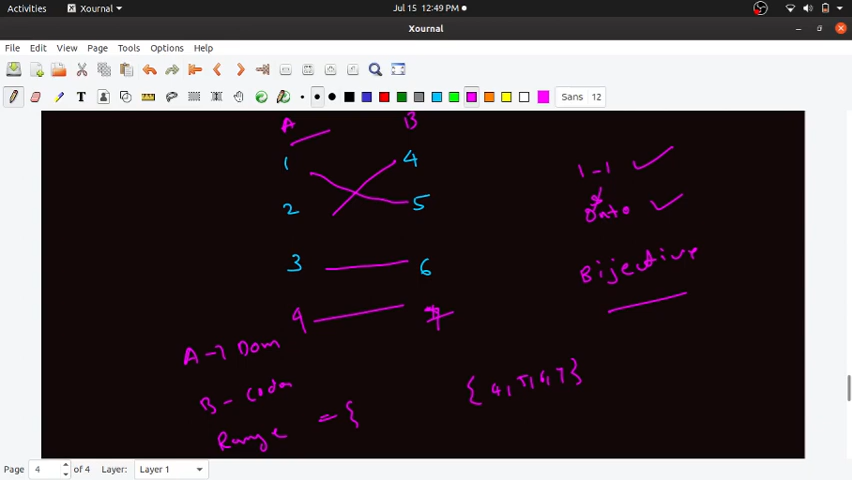 Activities Xournal Jul 15 12:49 PM
Xournal
File Edit View Page Tools Options Help
Sans 12
A B
1 4
2 5
3 6
4 7
1-1
&
Onto
Bijective
A → Dom
B - Codom
Range = {
{4,5,6,7}
Page 4 of 4 Layer: Layer 1